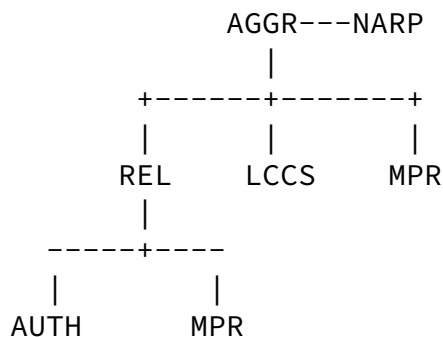 AGGR---NARP
|
+------+-------+
| | |
REL LCCS MPR
|
-----+----
| |
AUTH MPR